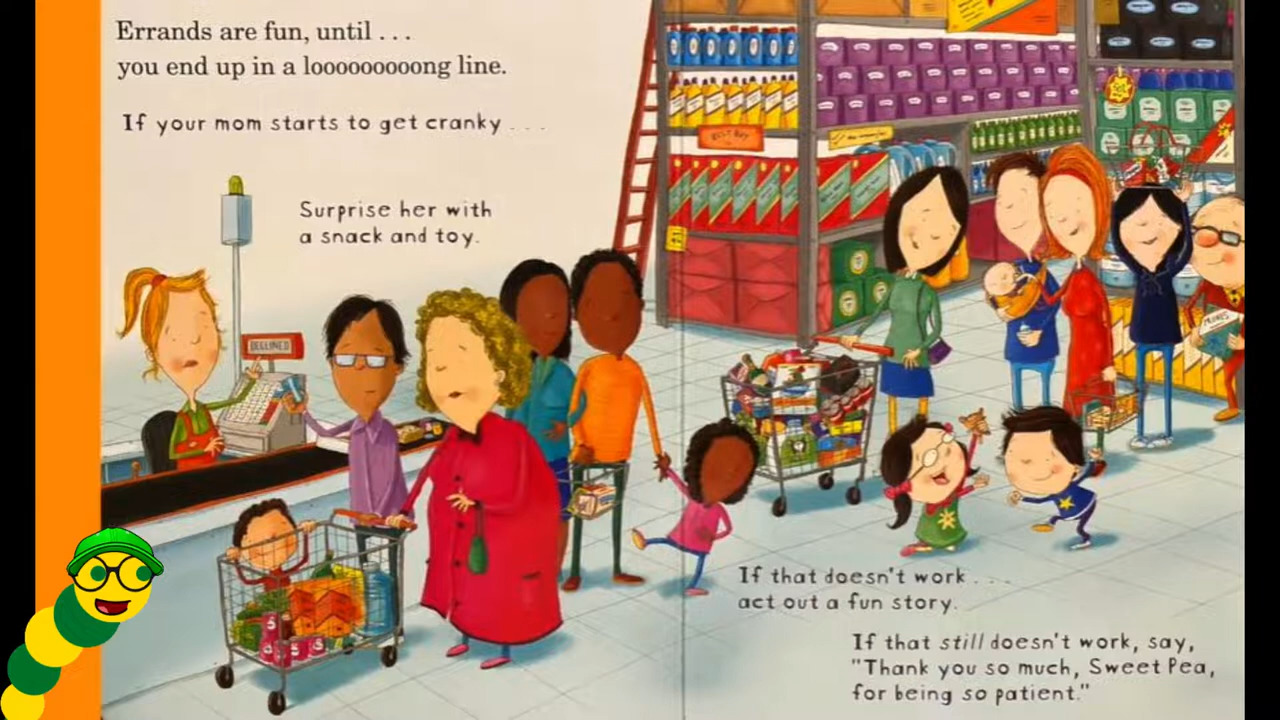 Errands are fun, until . . .
you end up in a looooooooong line.
If your mom starts to get cranky . . .
Surprise her with
a snack and toy.
DECLINED
BEST BUY
If that doesn't work . . .
act out a fun story.
If that still doesn't work, say,
"Thank you so much, Sweet Pea,
for being so patient."